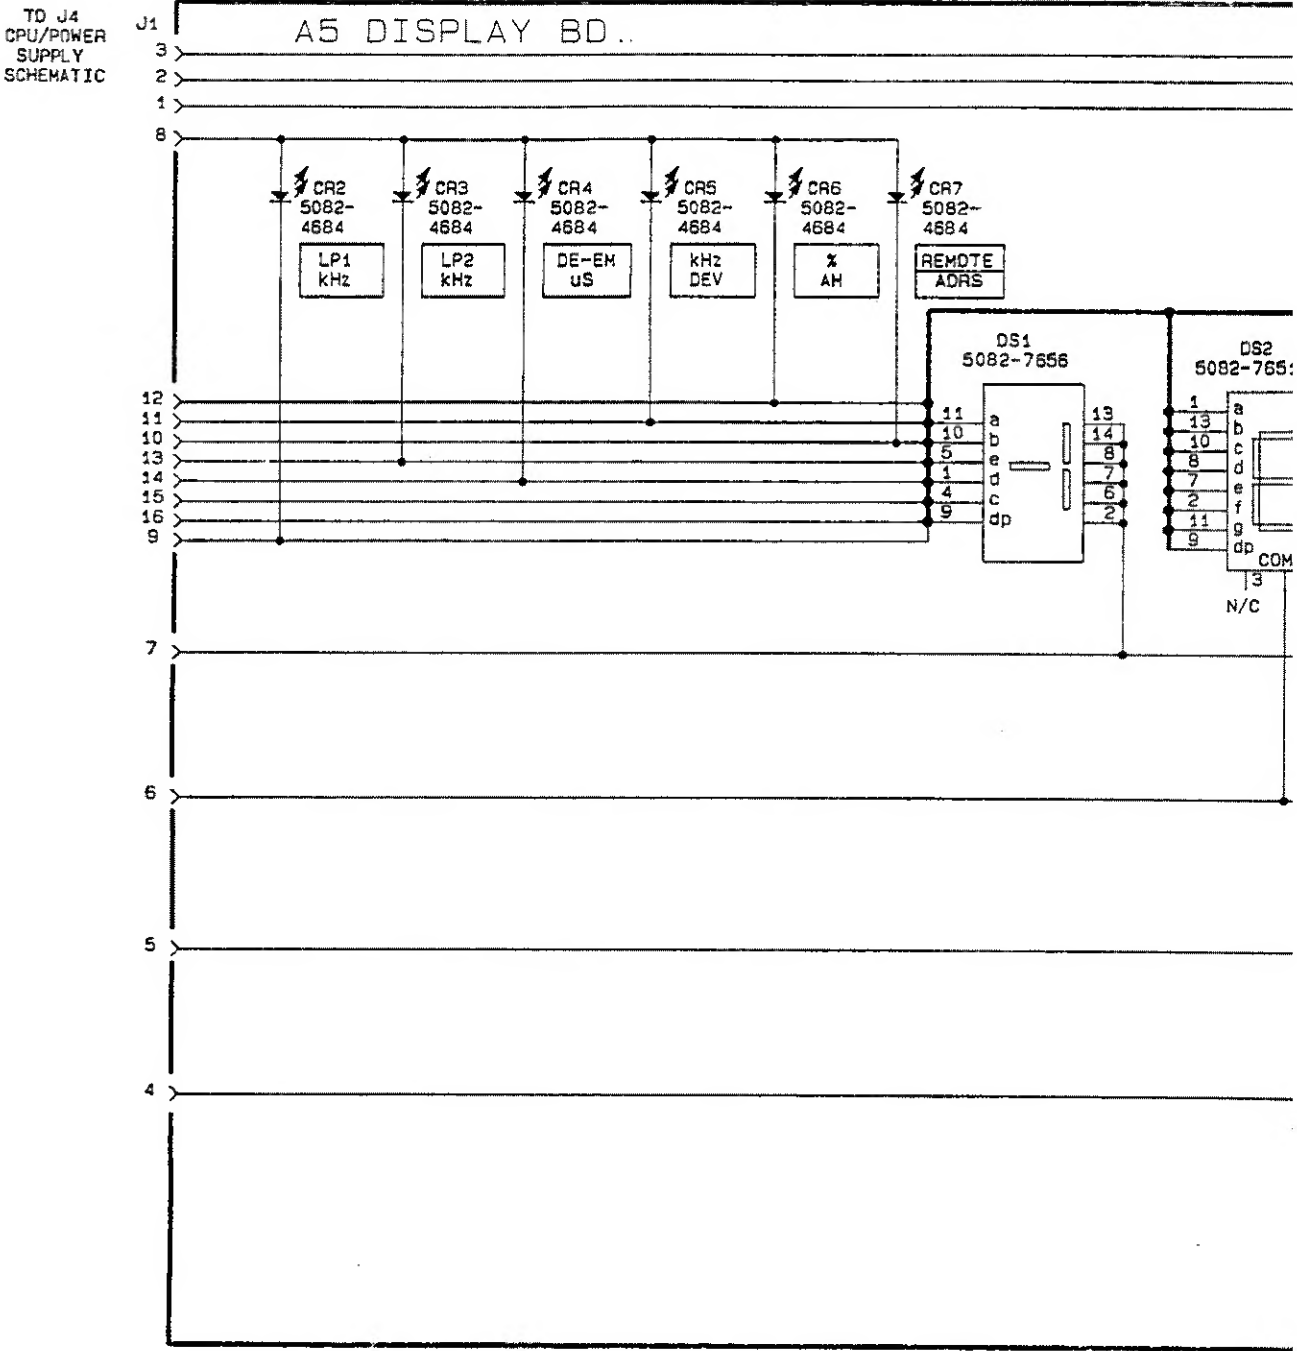 TO J4
CPU/POWER
SUPPLY
SCHEMATIC
J1
A5 DISPLAY BD..
3
2
1
8
CR2
5082-
4684
CR3
5082-
4684
CR4
5082-
4684
CR5
5082-
4684
CR6
5082-
4684
CR7
5082-
4684
LP1
kHz
LP2
kHz
DE-EM
uS
kHz
DEV
%
AM
REMOTE
ADRS
DS1
5082-7656
DS2
5082-7651
12
11
10
13
14
15
16
9
11 a 13
10 b 14
5 e 8
1 d 7
4 c 6
9 dp 2
1 a
13 b
10 c
8 d
7 e
2 f
11 g
9 dp
COM
3
N/C
7
6
5
4